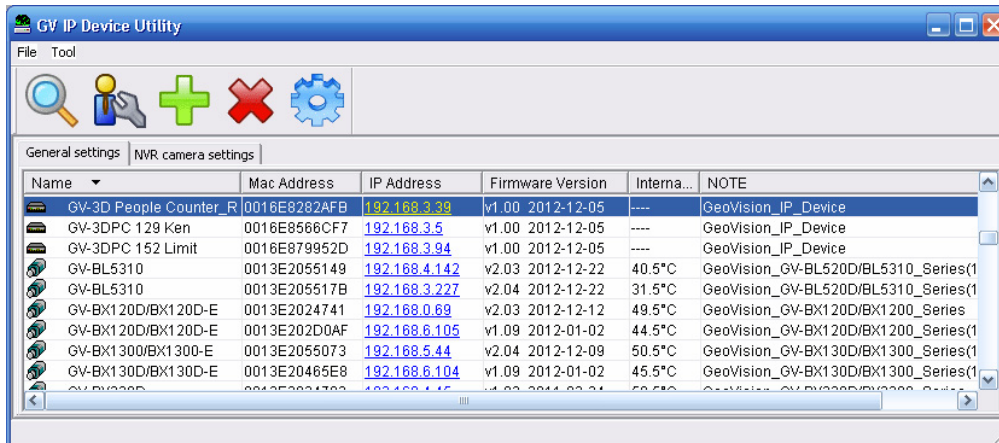 GV IP Device Utility
File Tool
General settings NVR camera settings
Name Mac Address IP Address Firmware Version Interna... NOTE
GV-3D People Counter_R 0016E8282AFB 192.168.3.39 v1.00 2012-12-05 ---- GeoVision_IP_Device
GV-3DPC 129 Ken 0016E8566CF7 192.168.3.5 v1.00 2012-12-05 ---- GeoVision_IP_Device
GV-3DPC 152 Limit 0016E879952D 192.168.3.94 v1.00 2012-12-05 ---- GeoVision_IP_Device
GV-BL5310 0013E2055149 192.168.4.142 v2.03 2012-12-22 40.5°C GeoVision_GV-BL520D/BL5310_Series(1
GV-BL5310 0013E205517B 192.168.3.227 v2.04 2012-12-22 31.5°C GeoVision_GV-BL520D/BL5310_Series(1
GV-BX120D/BX120D-E 0013E2024741 192.168.0.69 v2.03 2012-12-12 49.5°C GeoVision_GV-BX120D/BX1200_Series
GV-BX120D/BX120D-E 0013E202D0AF 192.168.6.105 v1.09 2012-01-02 44.5°C GeoVision_GV-BX120D/BX1200_Series(1
GV-BX1300/BX1300-E 0013E2055073 192.168.5.44 v2.04 2012-12-09 50.5°C GeoVision_GV-BX130D/BX1300_Series(1
GV-BX130D/BX130D-E 0013E20465E8 192.168.6.104 v1.09 2012-01-02 45.5°C GeoVision_GV-BX130D/BX1300_Series(1